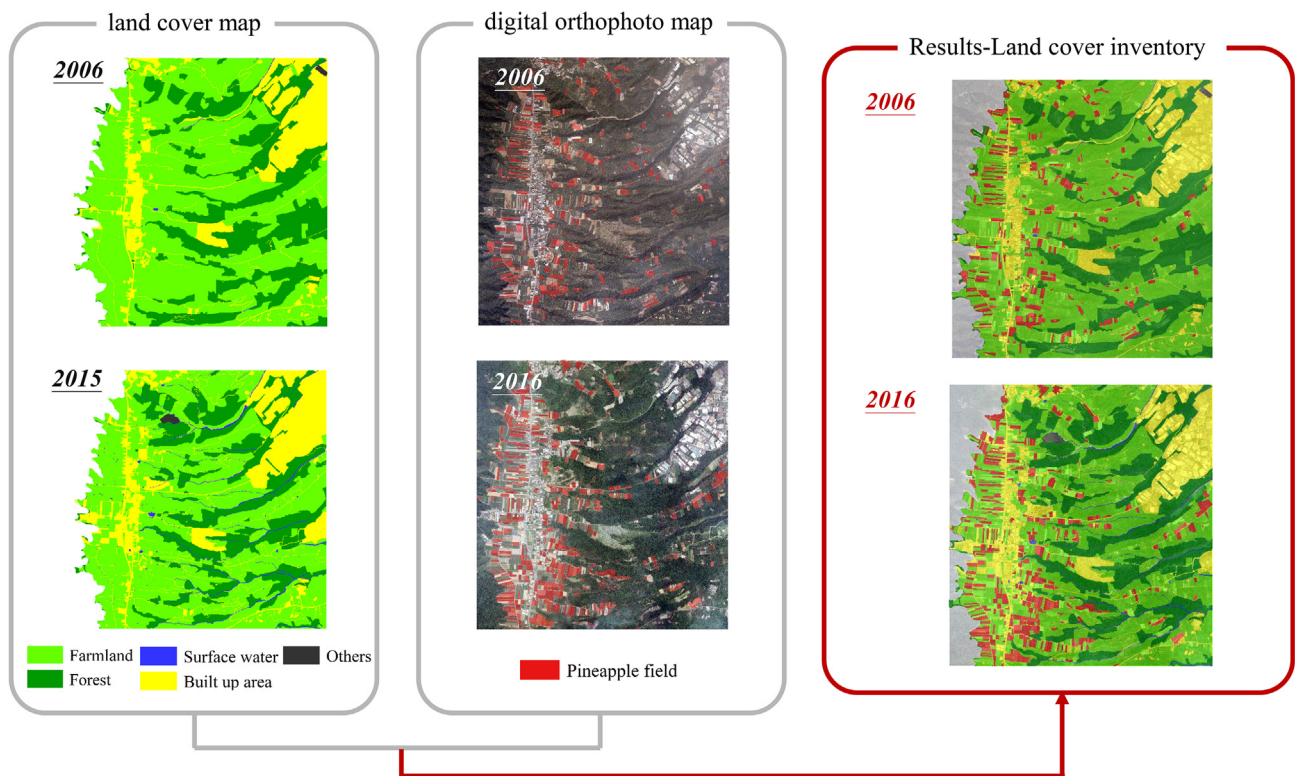 land cover map
2006
2015
Farmland
Surface water
Others
Forest
Built up area
digital orthophoto map
2006
2016
Pineapple field
Results-Land cover inventory
2006
2016